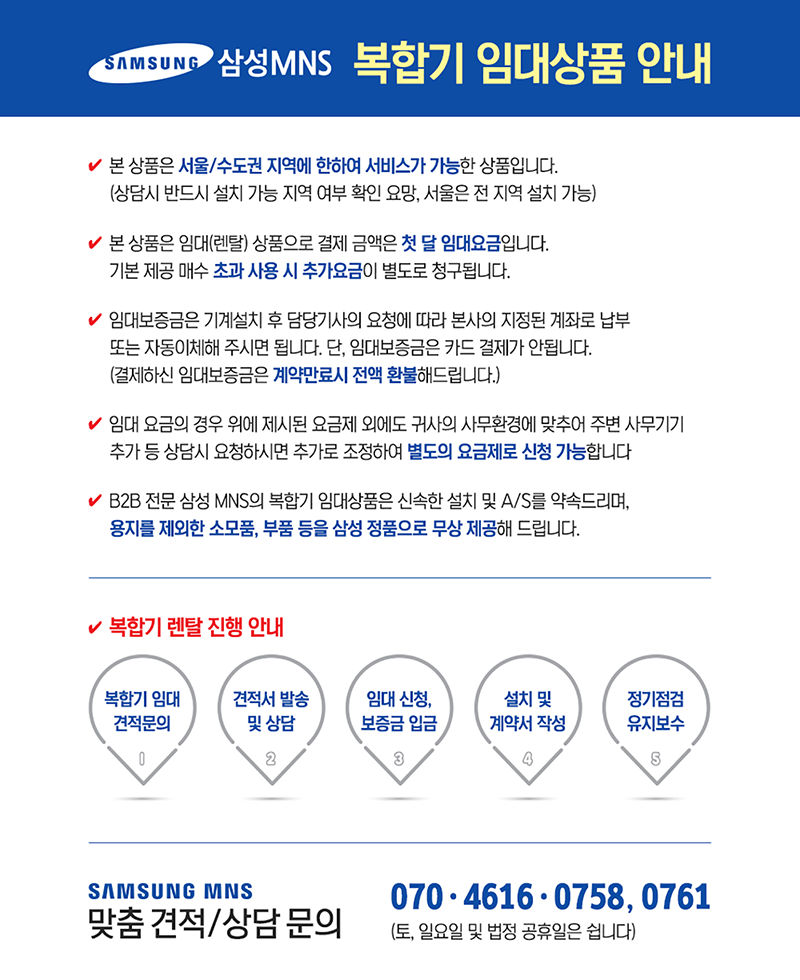 SAMSUNG 삼성MNS 복합기 임대상품 안내
✔ 본 상품은 서울/수도권 지역에 한하여 서비스가 가능한 상품입니다.
(상담시 반드시 설치 가능 지역 여부 확인 요망, 서울은 전 지역 설치 가능)
✔ 본 상품은 임대(렌탈) 상품으로 결제 금액은 첫 달 임대요금입니다.
기본 제공 매수 초과 사용 시 추가요금이 별도로 청구됩니다.
✔ 임대보증금은 기계설치 후 담당기사의 요청에 따라 본사의 지정된 계좌로 납부
또는 자동이체해 주시면 됩니다. 단, 임대보증금은 카드 결제가 안됩니다.
(결제하신 임대보증금은 계약만료시 전액 환불해드립니다.)
✔ 임대 요금의 경우 위에 제시된 요금제 외에도 귀사의 사무환경에 맞추어 주변 사무기기
추가 등 상담시 요청하시면 추가로 조정하여 별도의 요금제로 신청 가능합니다
✔ B2B 전문 삼성 MNS의 복합기 임대상품은 신속한 설치 및 A/S를 약속드리며,
용지를 제외한 소모품, 부품 등을 삼성 정품으로 무상 제공해 드립니다.
✔ 복합기 렌탈 진행 안내
복합기 임대
견적문의
1
견적서 발송
및 상담
2
임대 신청,
보증금 입금
3
설치 및
계약서 작성
4
정기점검
유지보수
5
SAMSUNG MNS
맞춤 견적/상담 문의
070·4616·0758, 0761
(토, 일요일 및 법정 공휴일은 쉽니다)